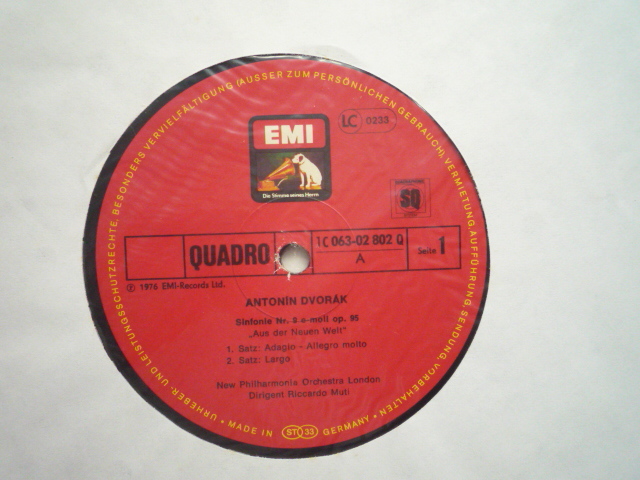 URHEBER- UND LEISTUNGSSCHUTZRECHTE, BESONDERS VERVIELFÄLTIGUNG (AUSSER ZUM PERSÖNLICHEN GEBRAUCH), VERMIETUNG, AUFFÜHRUNG, SENDUNG, VORBEHALTEN
EMI
Die Stimme seines Herrn
LC 0233
SQ
QUADRO
1C 063-02 802 Q
A
Seite 1
℗ 1976 EMI-Records Ltd.
ANTONÍN DVORÁK
Sinfonie Nr. 9 e-moll op. 95
„Aus der Neuen Welt"
1. Satz: Adagio - Allegro molto
2. Satz: Largo
New Philharmonia Orchestra London
Dirigent Riccardo Muti
• MADE IN ST 33 GERMANY •